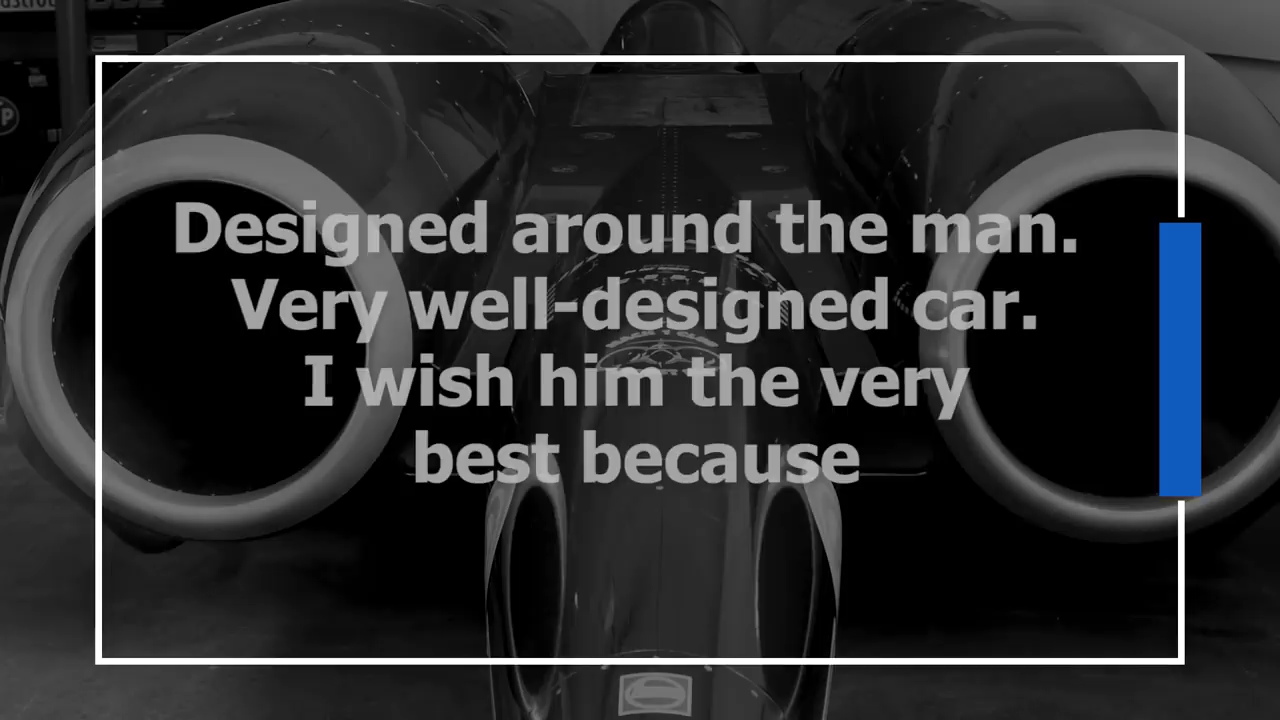 Designed around the man.
Very well-designed car.
I wish him the very
best because